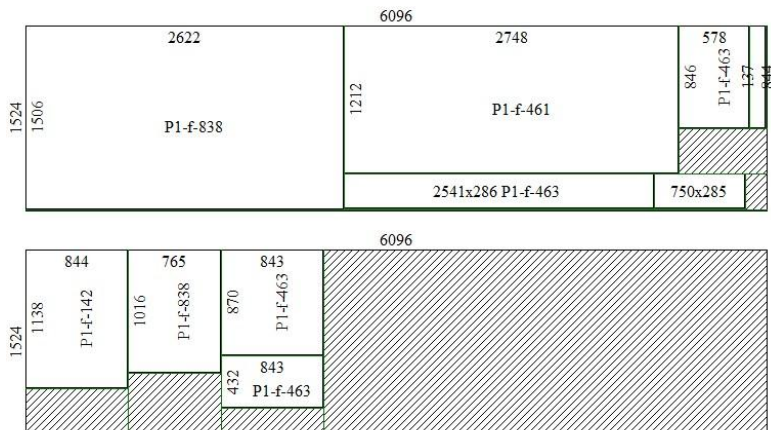 6096
2622 2748 578
1524 1506 P1-f-838 1212 P1-f-461 846 P1-f-463 137 844
2541x286 P1-f-463 750x285
6096
844 765 843
1524 1138 P1-f-142 1016 P1-f-838 870 P1-f-463
843
432 P1-f-463